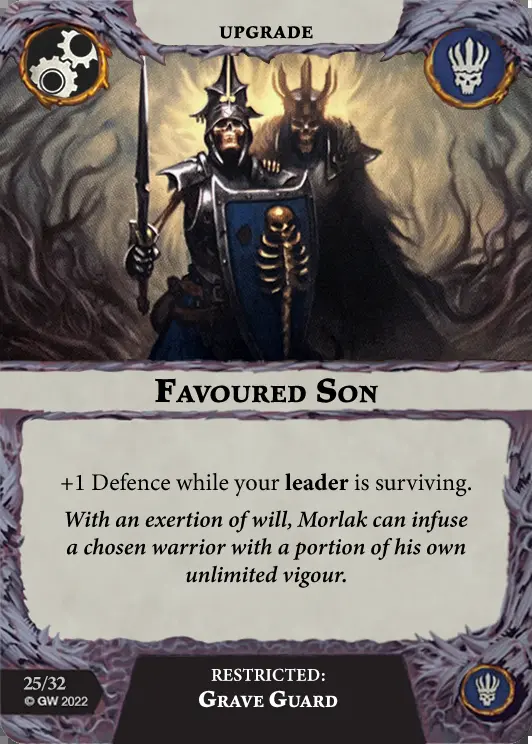 UPGRADE
FAVOURED SON
+1 Defence while your leader is surviving.
With an exertion of will, Morlak can infuse
a chosen warrior with a portion of his own
unlimited vigour.
25/32
© GW 2022
RESTRICTED:
GRAVE GUARD